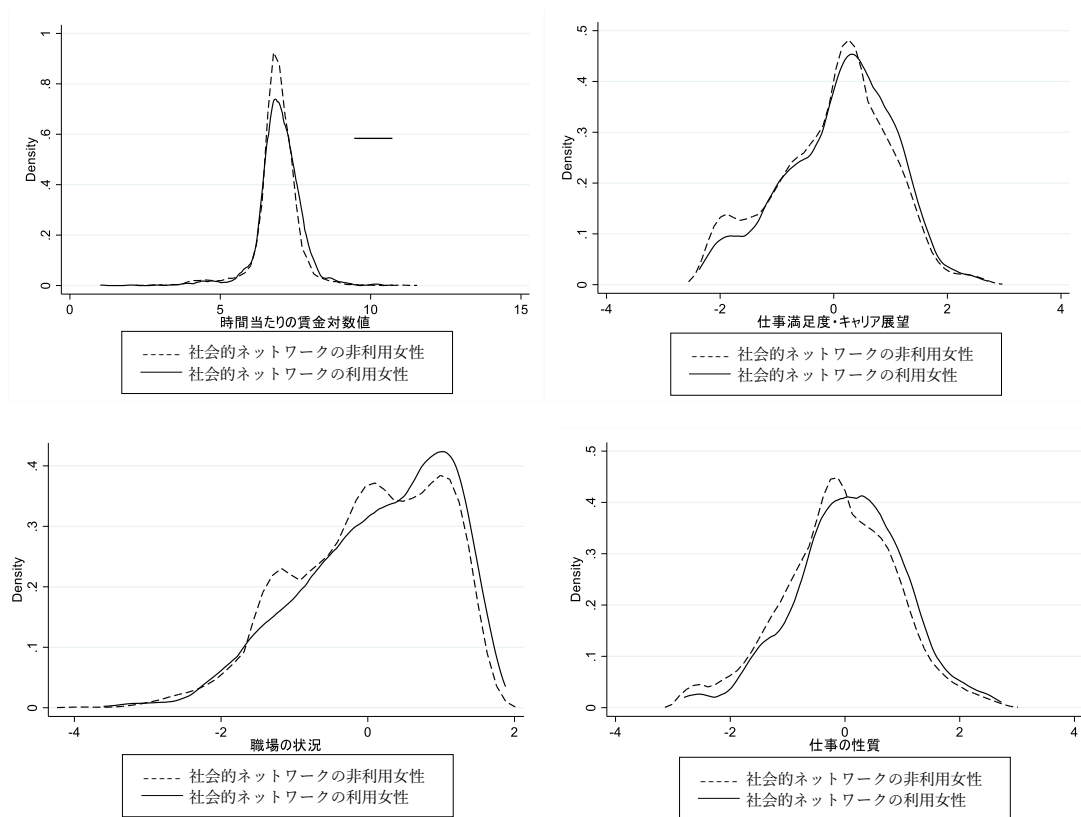 1
.8
.6
.4
.2
0
Density
0
5
10
15
時間当たりの賃金対数値
社会的ネットワークの非利用女性
社会的ネットワークの利用女性
.5
.4
.3
.2
.1
0
Density
-4
-2
0
2
4
仕事満足度・キャリア展望
社会的ネットワークの非利用女性
社会的ネットワークの利用女性
.4
.3
.2
.1
0
Density
-4
-2
0
2
職場の状況
社会的ネットワークの非利用女性
社会的ネットワークの利用女性
.5
.4
.3
.2
.1
0
Density
-4
-2
0
2
4
仕事の性質
社会的ネットワークの非利用女性
社会的ネットワークの利用女性